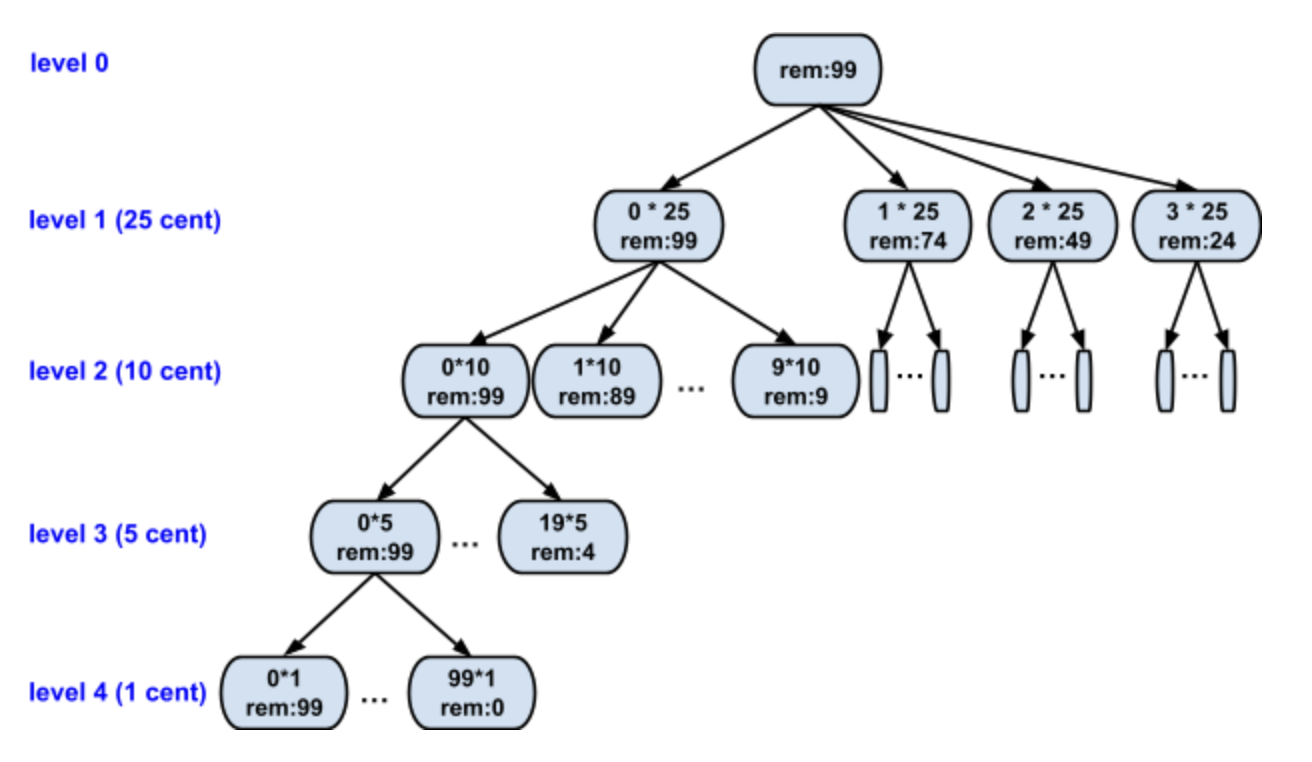 level 0
rem:99
level 1 (25 cent)
0 * 25
rem:99
1 * 25
rem:74
2 * 25
rem:49
3 * 25
rem:24
level 2 (10 cent)
0*10
rem:99
1*10
rem:89
...
9*10
rem:9
...
...
...
level 3 (5 cent)
0*5
rem:99
...
19*5
rem:4
level 4 (1 cent)
0*1
rem:99
...
99*1
rem:0